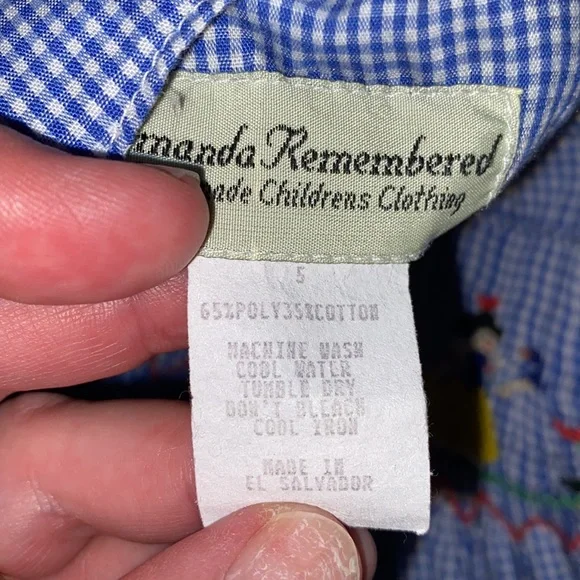 manda Remembered
ade Childrens Clothing
5
65%POLY35%COTTON
MACHINE WASH
COOL WATER
TUMBLE DRY
DON'T BLEACH
COOL IRON
MADE IN
EL SALVADOR